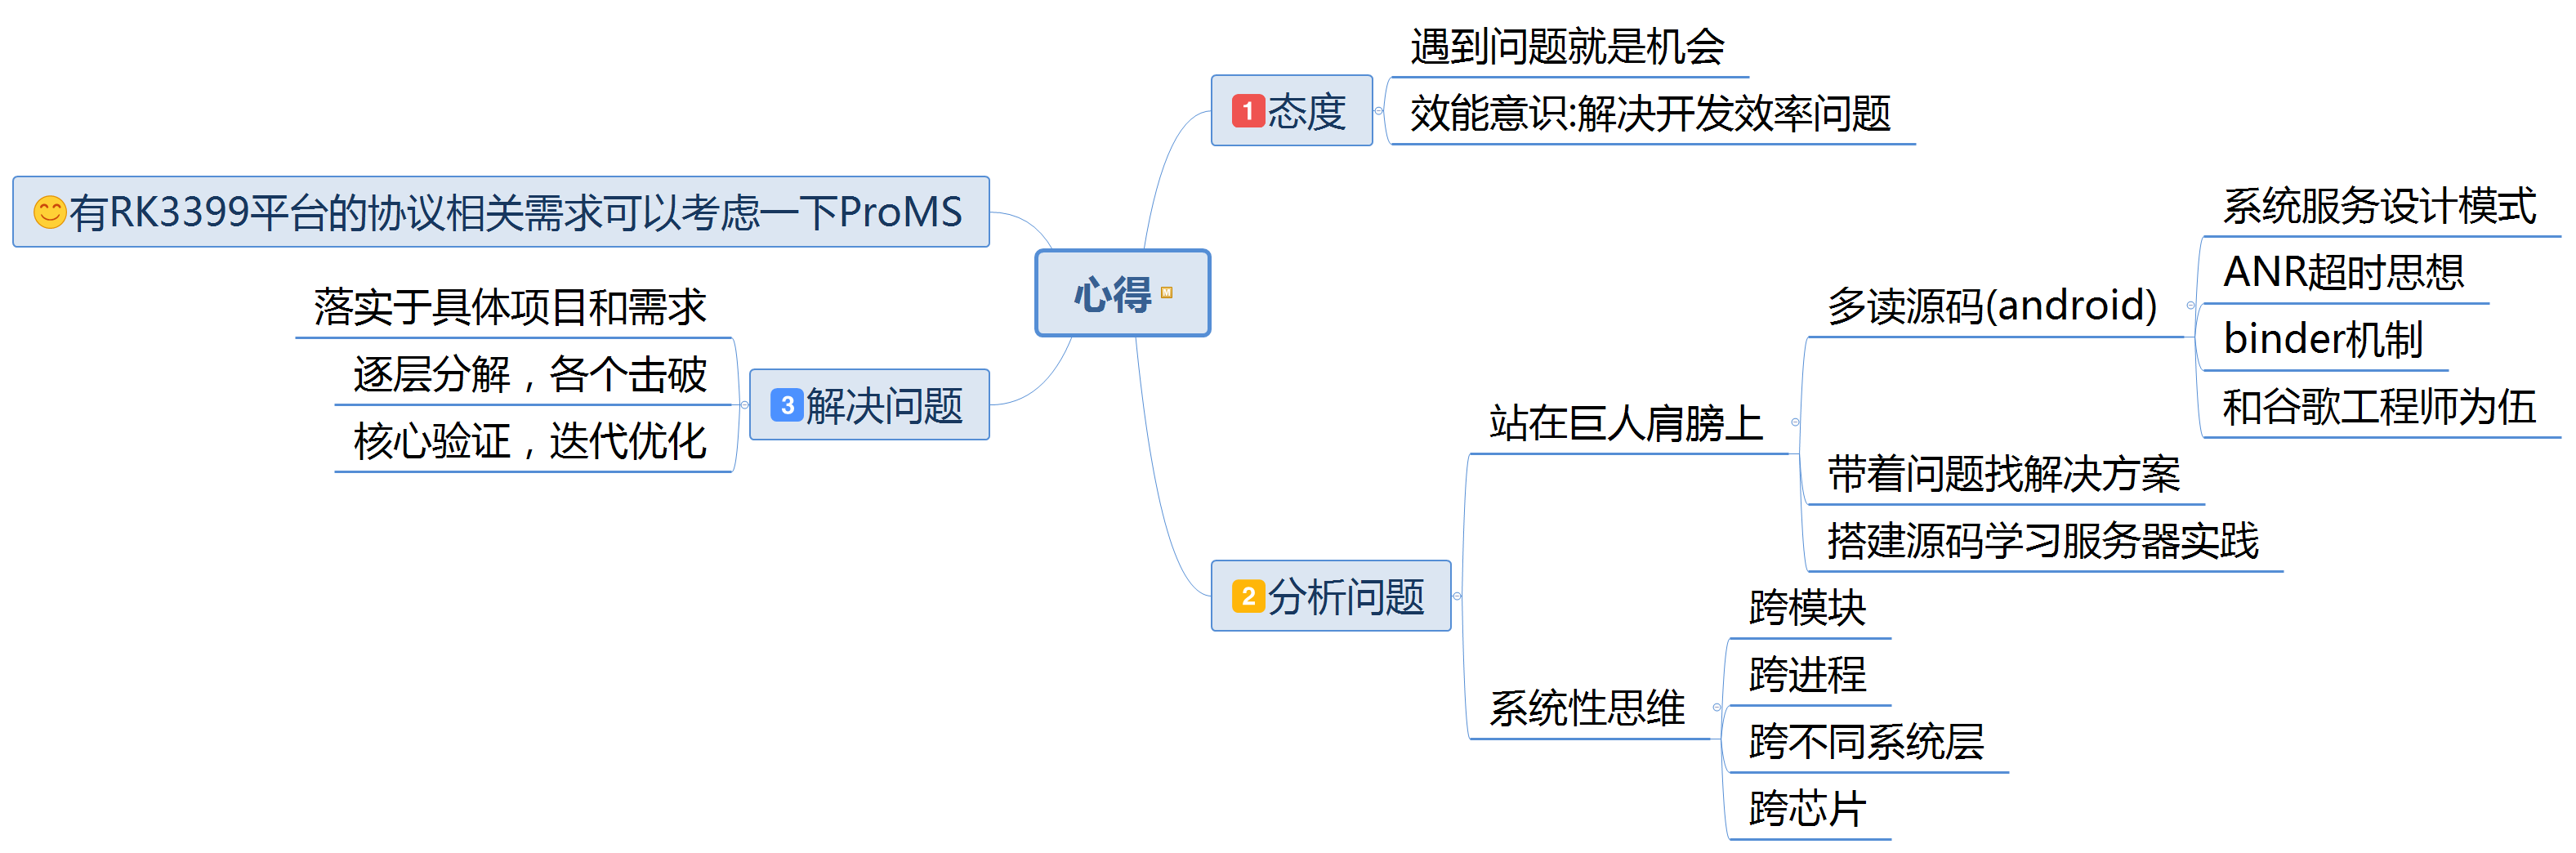 心得
1 态度
遇到问题就是机会
效能意识:解决开发效率问题
2 分析问题
站在巨人肩膀上
多读源码(android)
系统服务设计模式
ANR超时思想
binder机制
和谷歌工程师为伍
带着问题找解决方案
搭建源码学习服务器实践
系统性思维
跨模块
跨进程
跨不同系统层
跨芯片
3 解决问题
落实于具体项目和需求
逐层分解，各个击破
核心验证，迭代优化
有RK3399平台的协议相关需求可以考虑一下ProMS